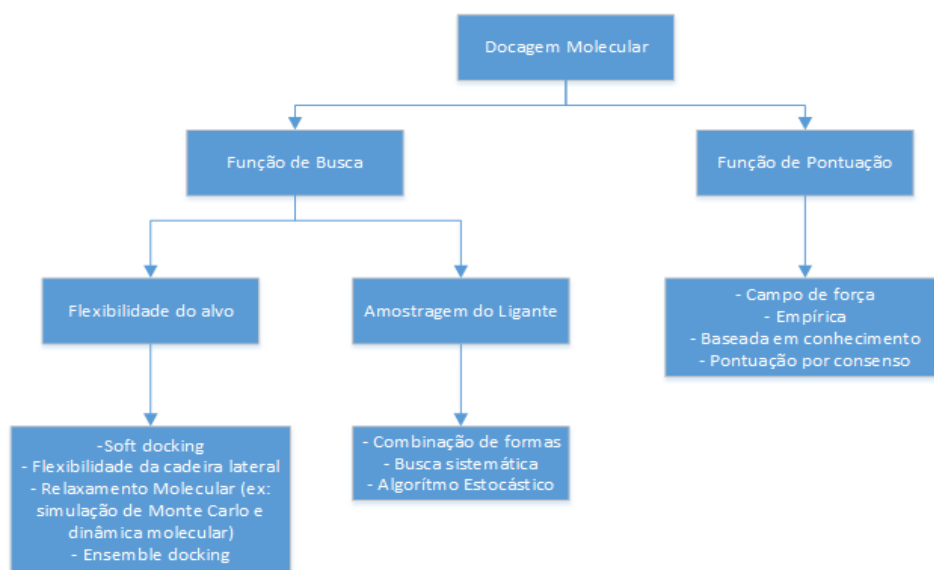 Docagem Molecular
Função de Busca
Função de Pontuação
Flexibilidade do alvo
Amostragem do Ligante
- Campo de força
- Empírica
- Baseada em conhecimento
- Pontuação por consenso
-Soft docking
- Flexibilidade da cadeira lateral
- Relaxamento Molecular (ex:
simulação de Monte Carlo e
dinâmica molecular)
- Ensemble docking
- Combinação de formas
- Busca sistemática
- Algorítmo Estocástico